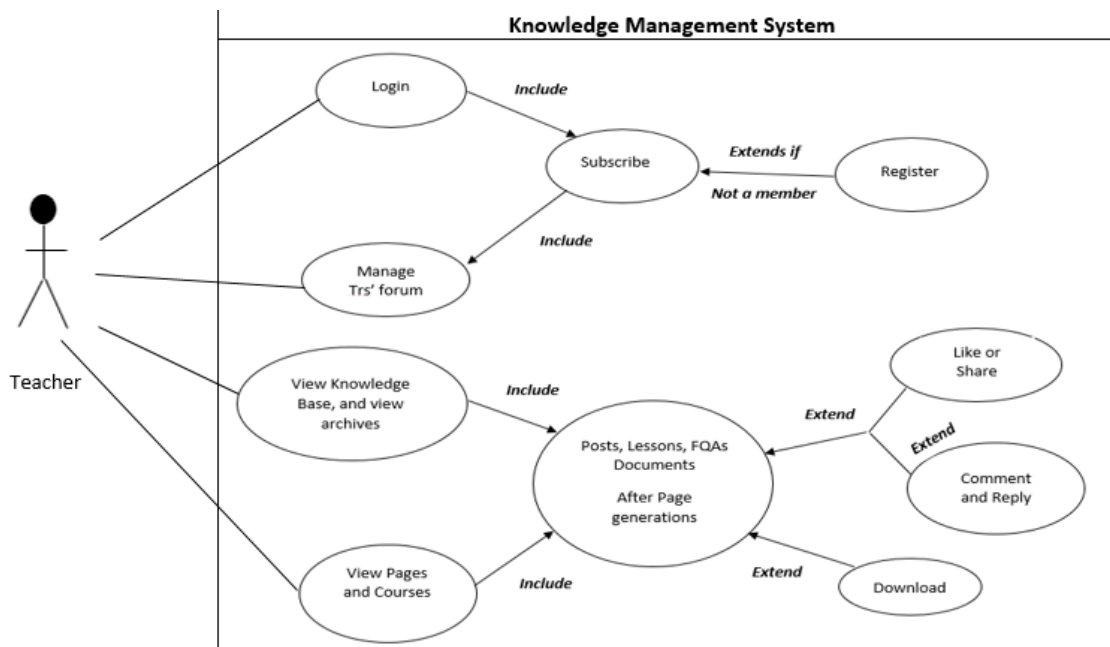 Knowledge Management System
Login
Include
Subscribe
Extends if
Not a member
Register
Include
Manage
Trs' forum
Teacher
View Knowledge
Base, and view
archives
Include
Posts, Lessons, FQAs
Documents
After Page
generations
Like or
Share
Extend
Extend
Comment
and Reply
View Pages
and Courses
Include
Extend
Download